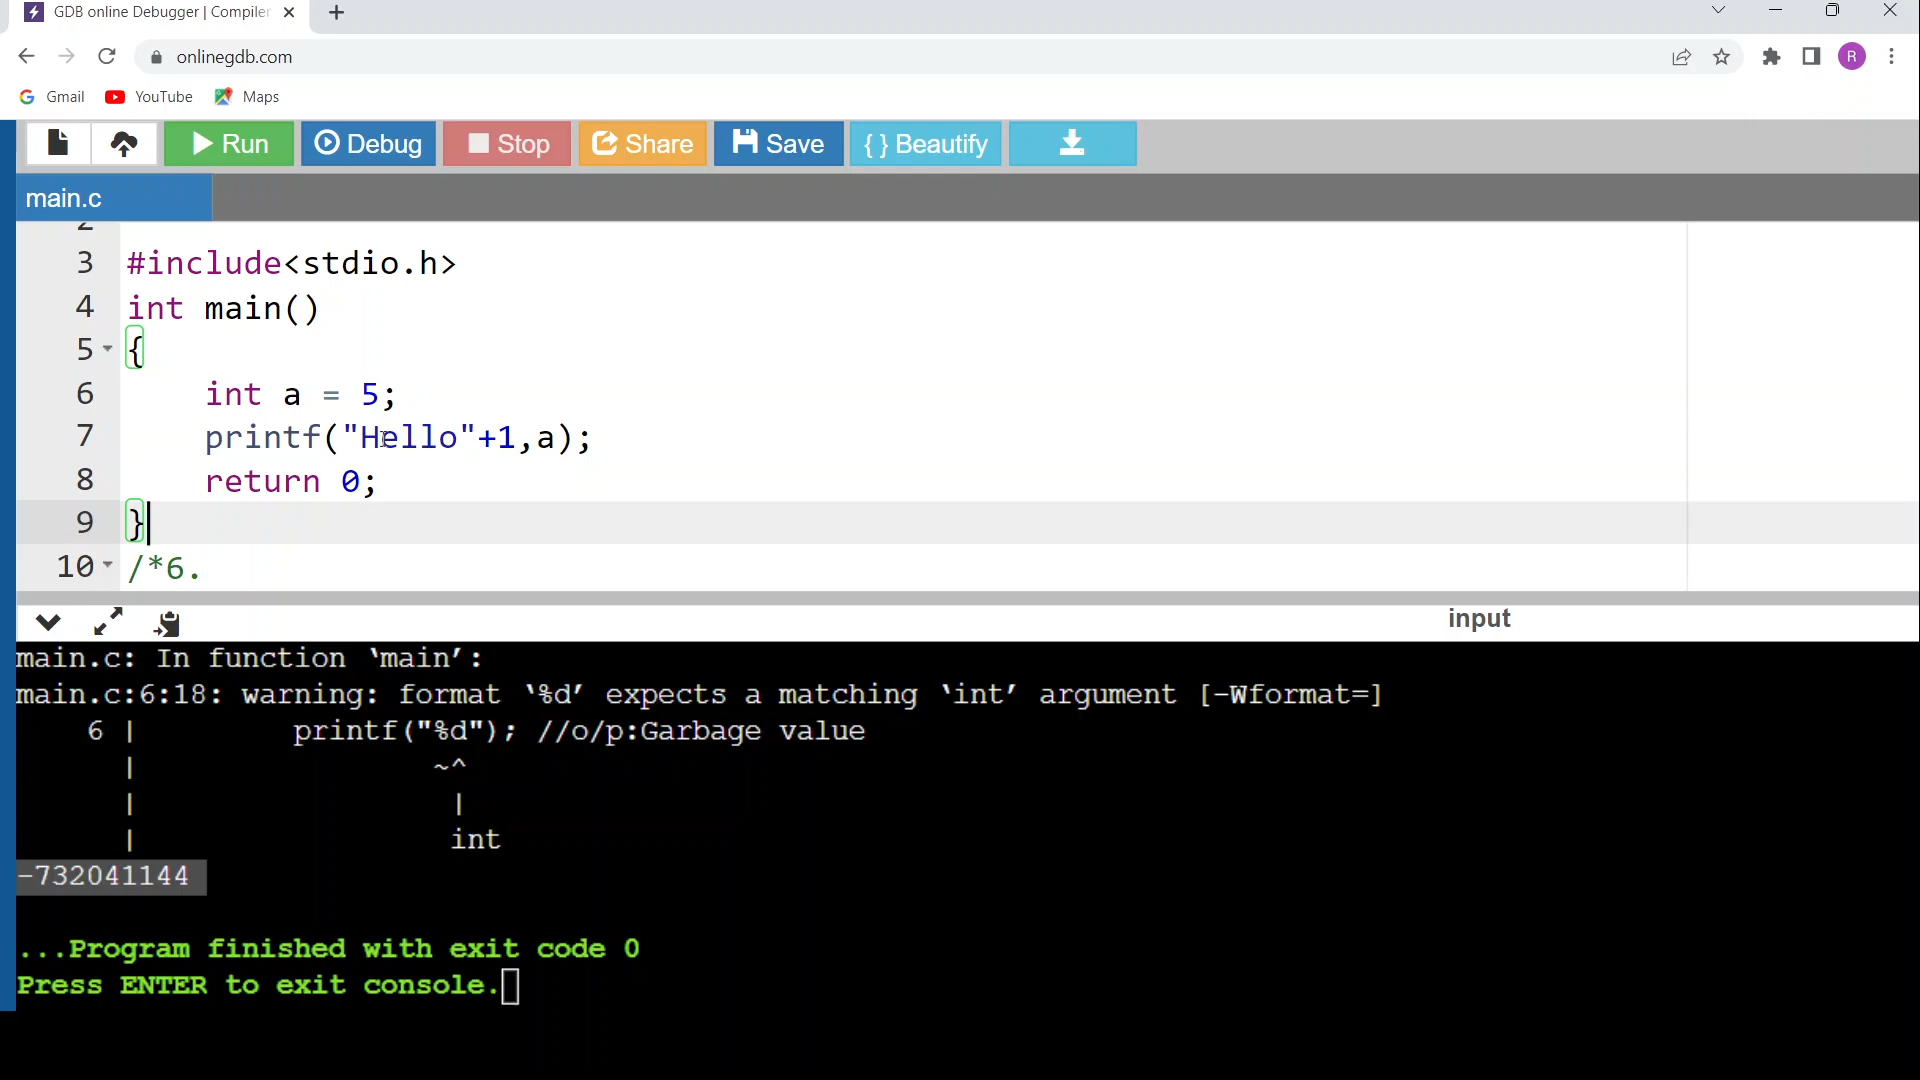 GDB online Debugger | Compiler
onlinegdb.com
R
Gmail YouTube Maps
Run Debug Stop Share Save { } Beautify
main.c
2
3 #include<stdio.h>
4 int main()
5 {
6 int a = 5;
7 printf("Hello"+1,a);
8 return 0;
9 }
10 /*6.
input
main.c: In function ‘main’:
main.c:6:18: warning: format ‘%d’ expects a matching ‘int’ argument [-Wformat=]
6 | printf("%d"); //o/p:Garbage value
| ~^
| |
| int
-732041144
...Program finished with exit code 0
Press ENTER to exit console.